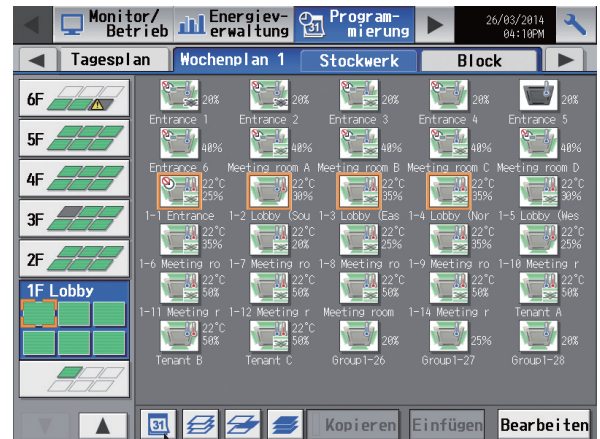 Monitor/
Betrieb
Energiev-
erwaltung
31
Program-
mierung
26/03/2014
04:10PM
Tagesplan
Wochenplan 1
Stockwerk
Block
6F
5F
4F
3F
2F
1F Lobby
20% 20% 20% 20% 20%
Entrance 1 Entrance 2 Entrance 3 Entrance 4 Entrance 5
40% 40% 40% 40% 40%
Entrance 6 Meeting room A Meeting room B Meeting room C Meeting room D
22°C 22°C 22°C 22°C 22°C
25% 30% 35% 35% 30%
1-1 Entrance 1-2 Lobby (Sou 1-3 Lobby (Eas 1-4 Lobby (Nor 1-5 Lobby (Wes
22°C 22°C 22°C 22°C 22°C
35% 20% 25% 35% 25%
1-6 Meeting ro 1-7 Meeting ro 1-8 Meeting ro 1-9 Meeting ro 1-10 Meeting r
22°C 22°C 22°C 22°C 22°C
50% 50% 50% 50% 50%
1-11 Meeting r 1-12 Meeting r Meeting room 1-14 Meeting r Tenant A
22°C 22°C
50% 50% 20% 25% 20%
Tenant B Tenant C Group1-26 Group1-27 Group1-28
31
Kopieren
Einfügen
Bearbeiten